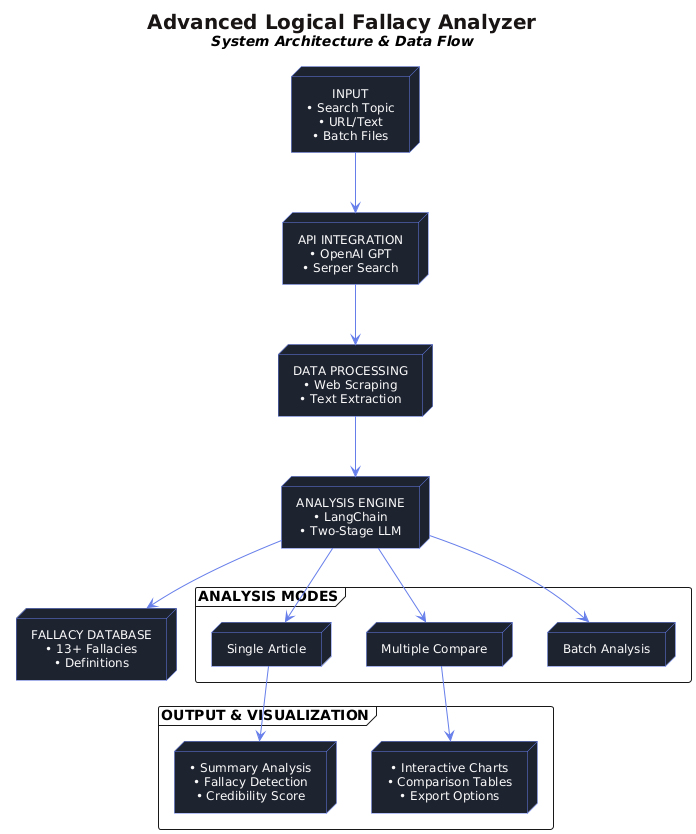 Advanced Logical Fallacy Analyzer
System Architecture & Data Flow
INPUT
• Search Topic
• URL/Text
• Batch Files
API INTEGRATION
• OpenAI GPT
• Serper Search
DATA PROCESSING
• Web Scraping
• Text Extraction
ANALYSIS ENGINE
• LangChain
• Two-Stage LLM
FALLACY DATABASE
• 13+ Fallacies
• Definitions
ANALYSIS MODES
Single Article
Multiple Compare
Batch Analysis
OUTPUT & VISUALIZATION
• Summary Analysis
• Fallacy Detection
• Credibility Score
• Interactive Charts
• Comparison Tables
• Export Options